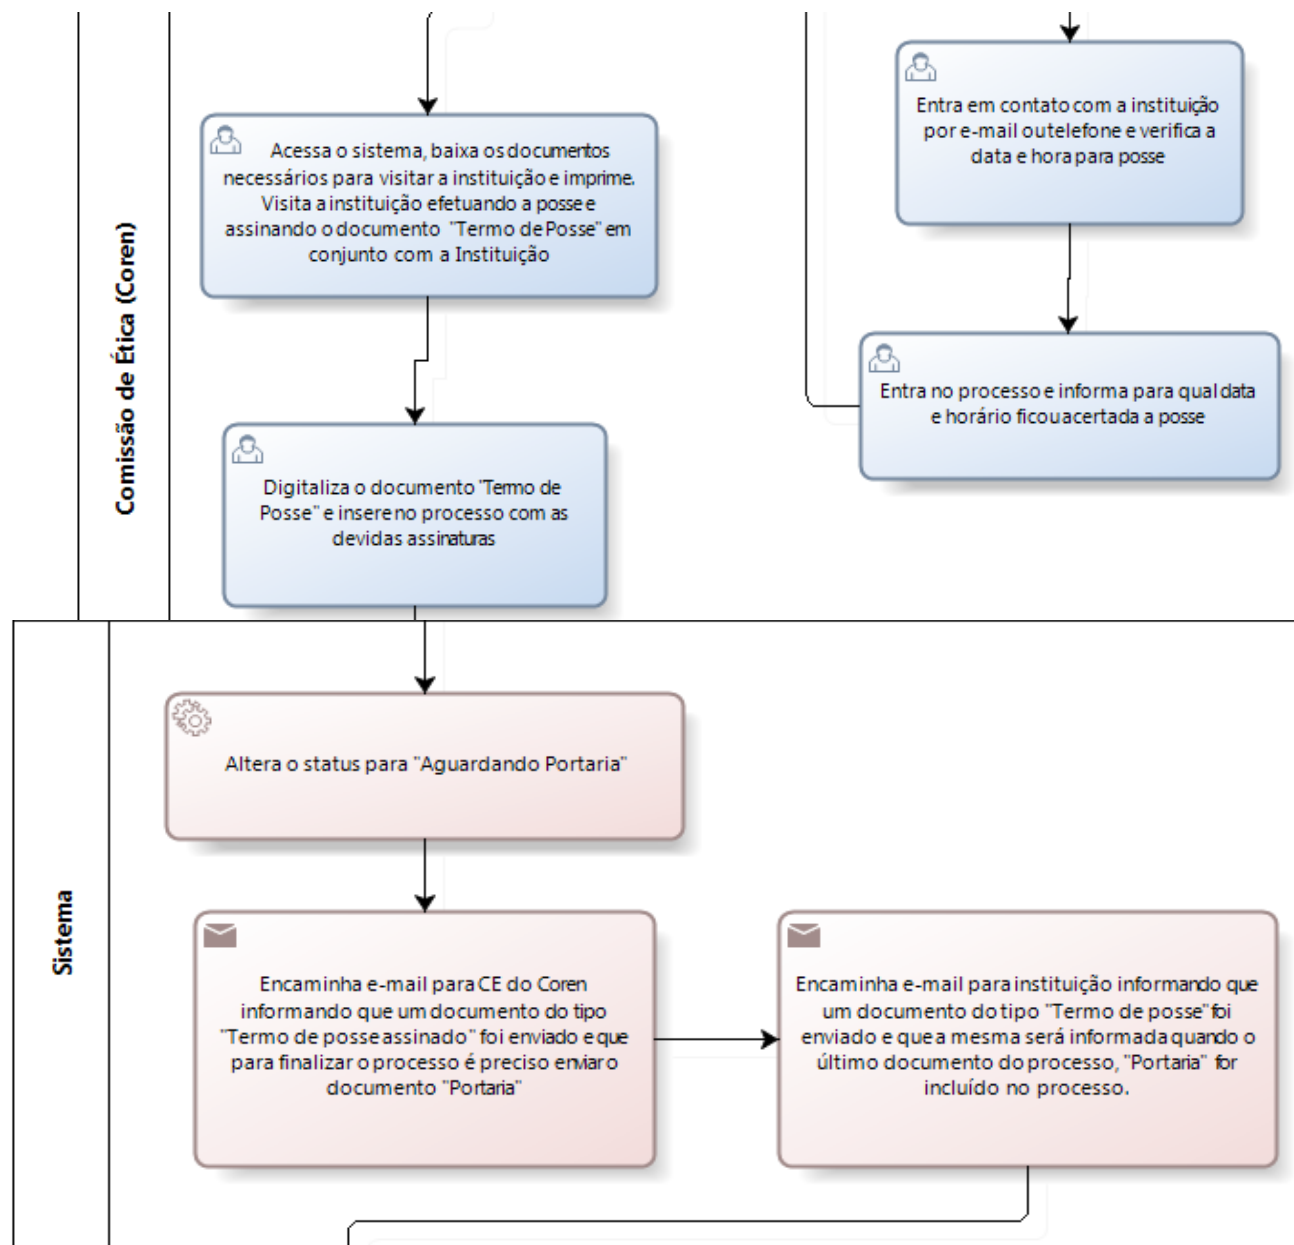 Comissão de Ética (Coren)
Acessa o sistema, baixa os documentos
necessários para visitar a instituição e imprime.
Visita a instituição efetuando a posse e
assinando o documento "Termo de Posse" em
conjunto com a Instituição
Entra em contato com a instituição
por e-mail ou telefone e verifica a
data e hora para posse
Entra no processo e informa para qual data
e horário ficou acertada a posse
Digitaliza o documento "Termo de
Posse" e insere no processo com as
devidas assinaturas
Sistema
Altera o status para "Aguardando Portaria"
Encaminha e-mail para CE do Coren
informando que um documento do tipo
"Termo de posse assinado" foi enviado e que
para finalizar o processo é preciso enviar o
documento "Portaria"
Encaminha e-mail para instituição informando que
um documento do tipo "Termo de posse" foi
enviado e que a mesma será informada quando o
último documento do processo, "Portaria" for
incluído no processo.